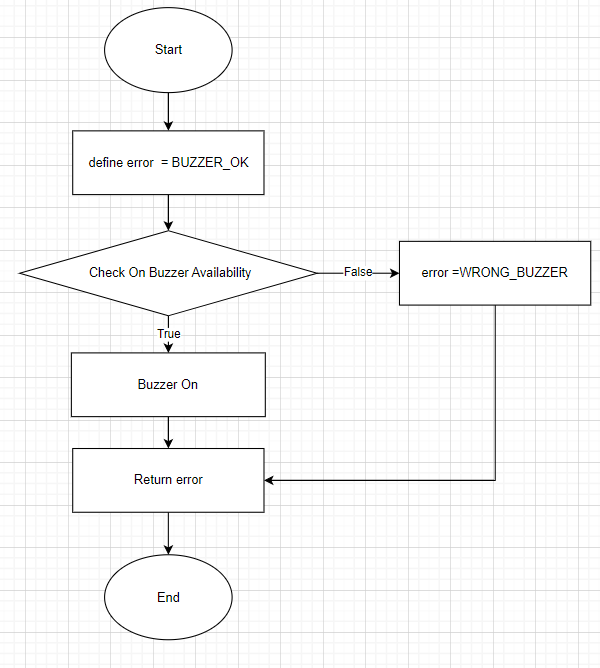 Start
define error  = BUZZER_OK
Check On Buzzer Availability
False
error =WRONG_BUZZER
True
Buzzer On
Return error
End